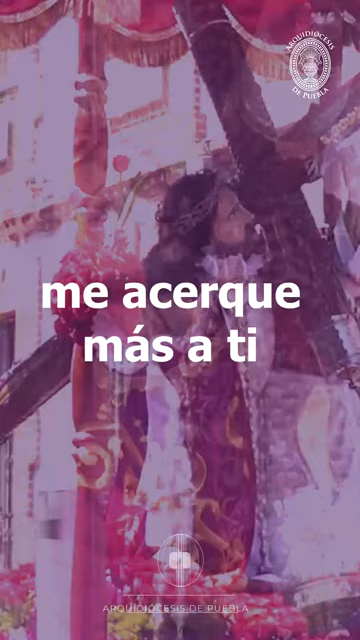 ARQUIDIÓCESIS
DE PUEBLA
me acerque
más a ti
ARQUIDIÓCESIS DE PUEBLA